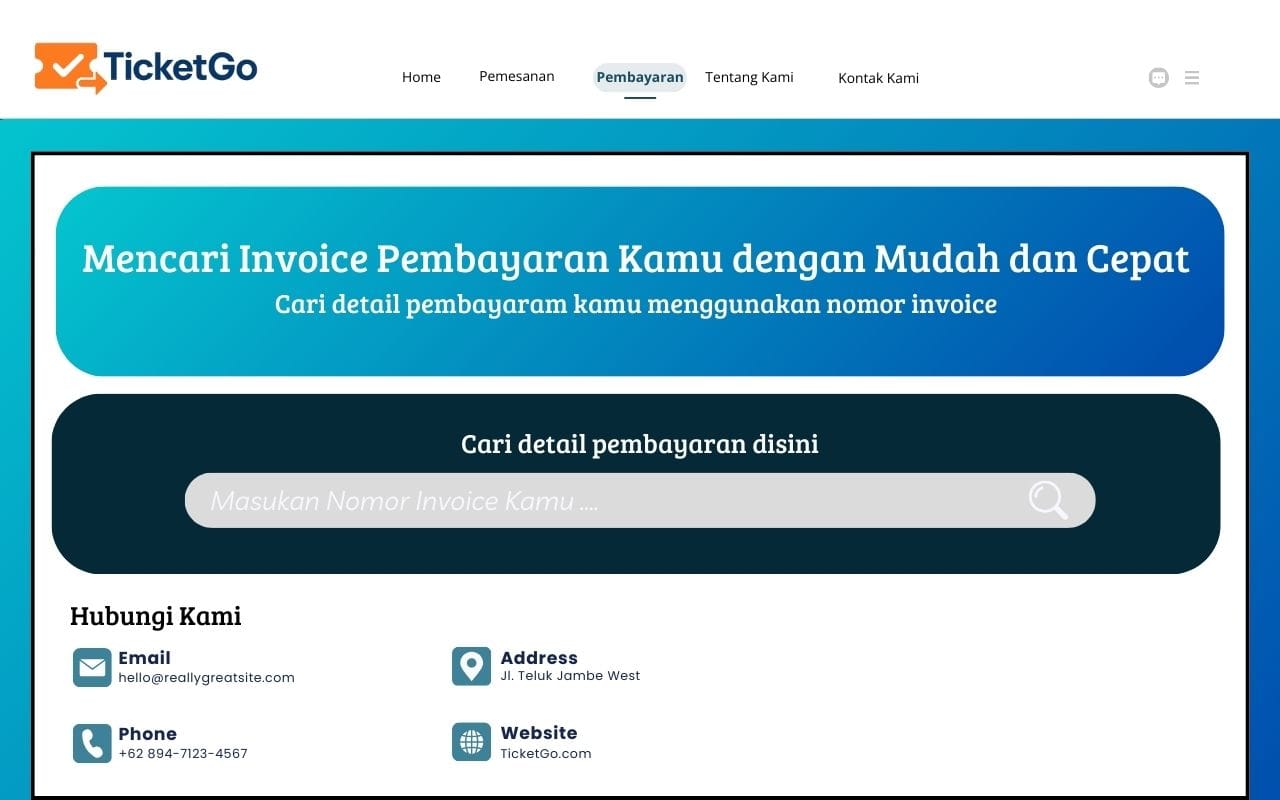 TicketGo
Home Pemesanan Pembayaran Tentang Kami Kontak Kami
Mencari Invoice Pembayaran Kamu dengan Mudah dan Cepat
Cari detail pembayaram kamu menggunakan nomor invoice
Cari detail pembayaran disini
Masukan Nomor Invoice Kamu ....
Hubungi Kami
Email
hello@reallygreatsite.com
Address
Jl. Teluk Jambe West
Phone
+62 894-7123-4567
Website
TicketGo.com